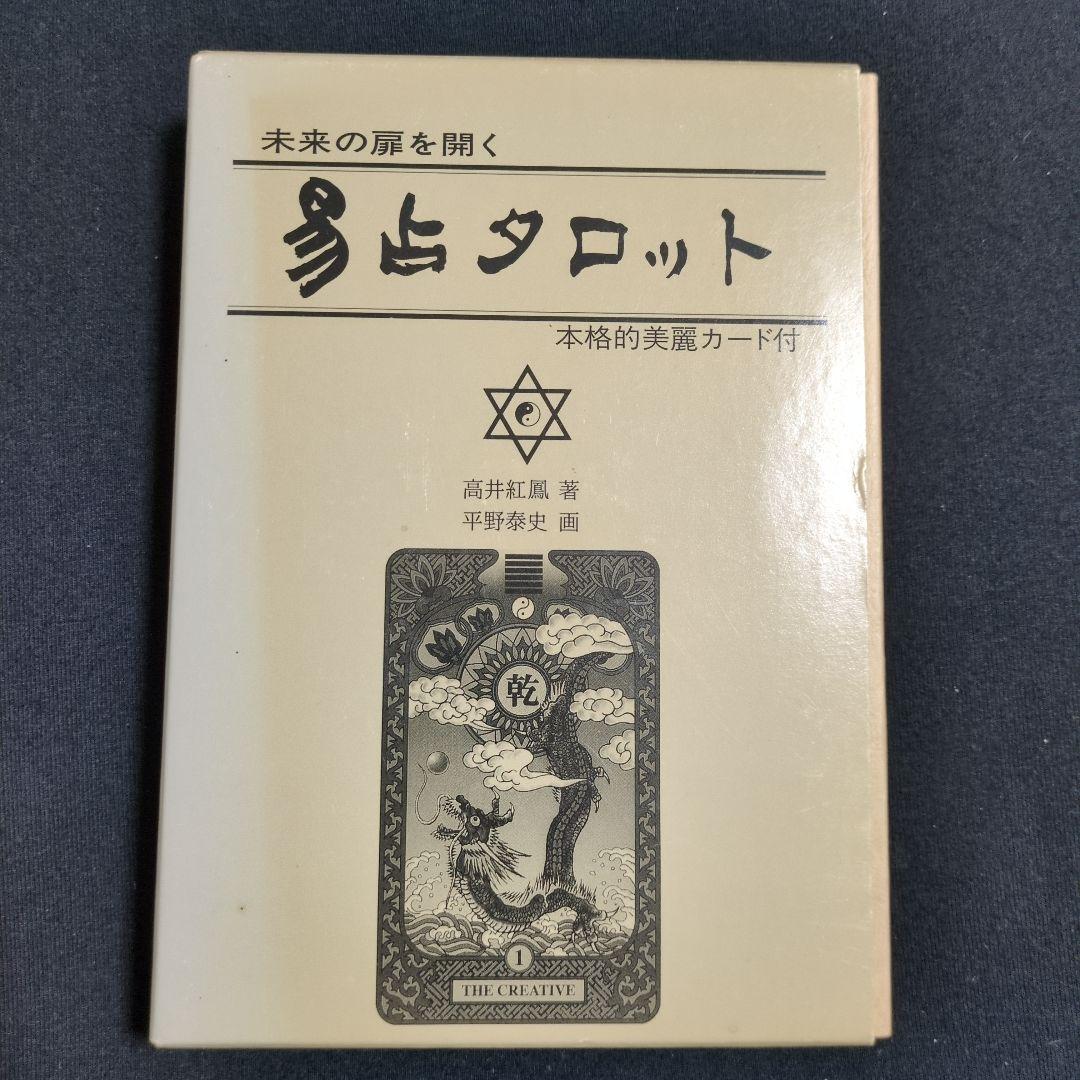 未来の扉を開く
易占タロット
本格的美麗カード付
高井紅鳳 著
平野泰史 画
乾
1
THE CREATIVE